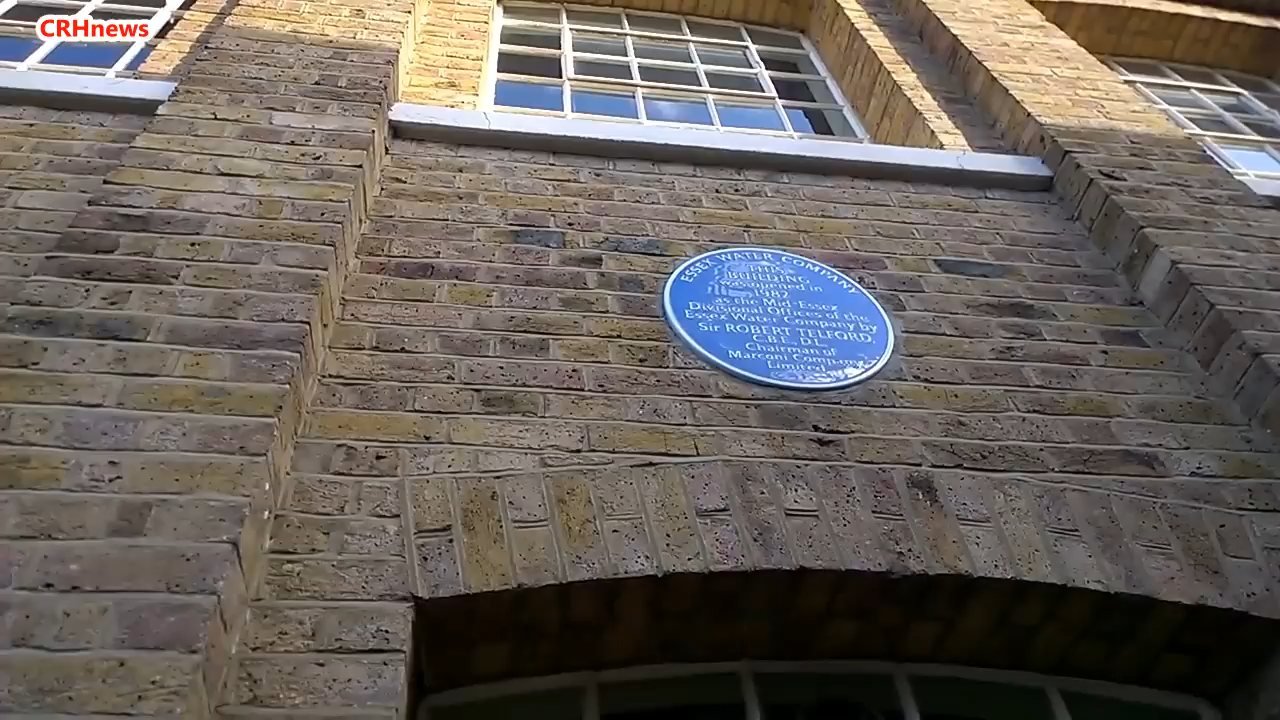 CRHnews
ESSEX WATER COMPANY
THIS
BUILDING
was opened in
1982
as the Mid-Essex
Divisional Offices of the
Essex Water Company by
Sir ROBERT TELFORD,
C.B.E., D.L.
Chairman of
Marconi Company
Limited